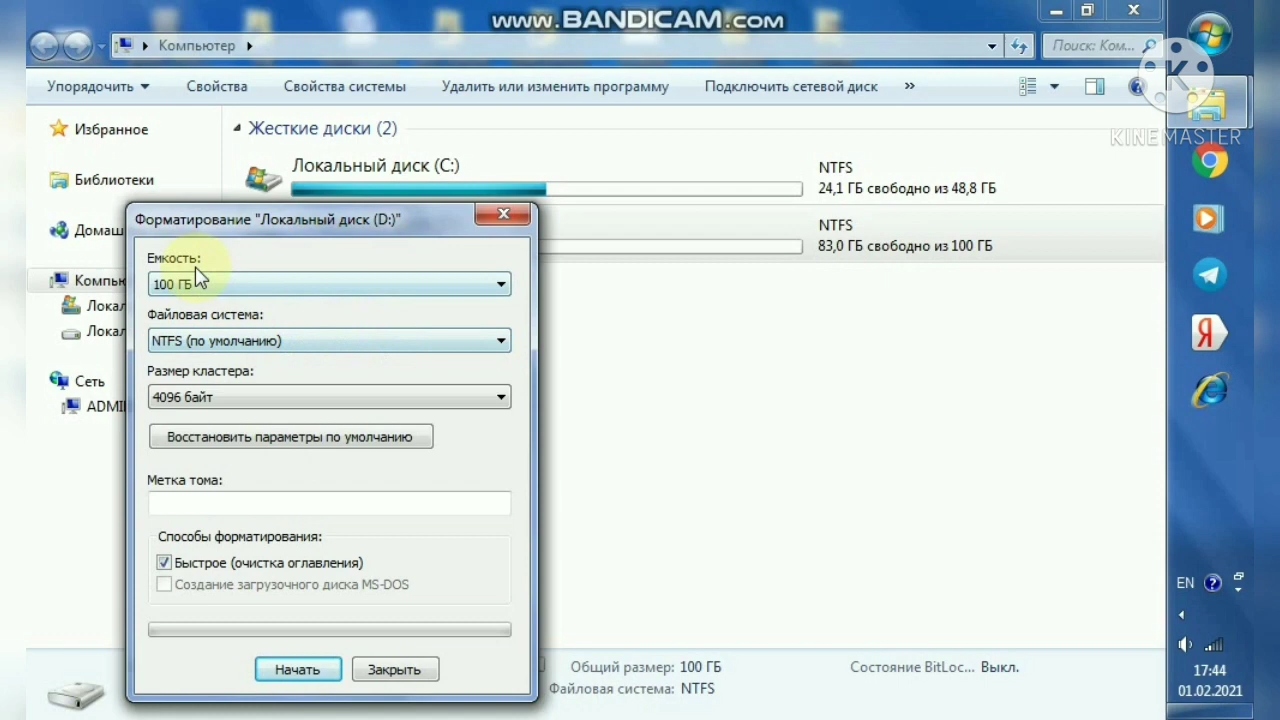 www.BANDICAM.com
Компьютер
Поиск: Ком...
Упорядочить
Свойства
Свойства системы
Удалить или изменить программу
Подключить сетевой диск
»
KINEMASTER
Избранное
Библиотеки
Домаш
Компью
Локал
Локал
Сеть
ADMI
Жесткие диски (2)
Локальный диск (C:)
NTFS
24,1 ГБ свободно из 48,8 ГБ
NTFS
83,0 ГБ свободно из 100 ГБ
Форматирование "Локальный диск (D:)"
Емкость:
100 ГБ
Файловая система:
NTFS (по умолчанию)
Размер кластера:
4096 байт
Восстановить параметры по умолчанию
Метка тома:
Способы форматирования:
Быстрое (очистка оглавления)
Создание загрузочного диска MS-DOS
Начать
Закрыть
Общий размер: 100 ГБ
Состояние BitLoc... Выкл.
Файловая система: NTFS
EN
17:44
01.02.2021